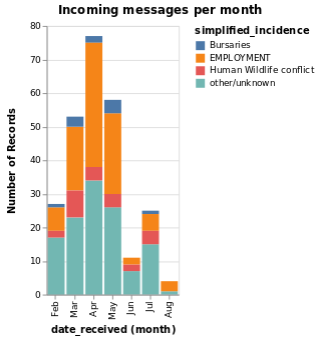 Incoming messages per month
simplified_incidence
Bursaries
EMPLOYMENT
Human Wildlife conflict
other/unknown
Number of Records
80
70
60
50
40
30
20
10
0
Feb
Mar
Apr
May
Jun
Jul
Aug
date_received (month)